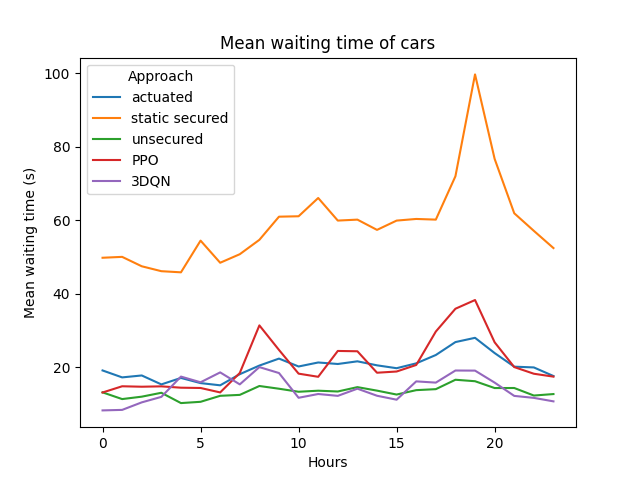 Mean waiting time of cars
Approach
actuated
static secured
unsecured
PPO
3DQN
Mean waiting time (s)
100
80
60
40
20
0
5
10
15
20
Hours